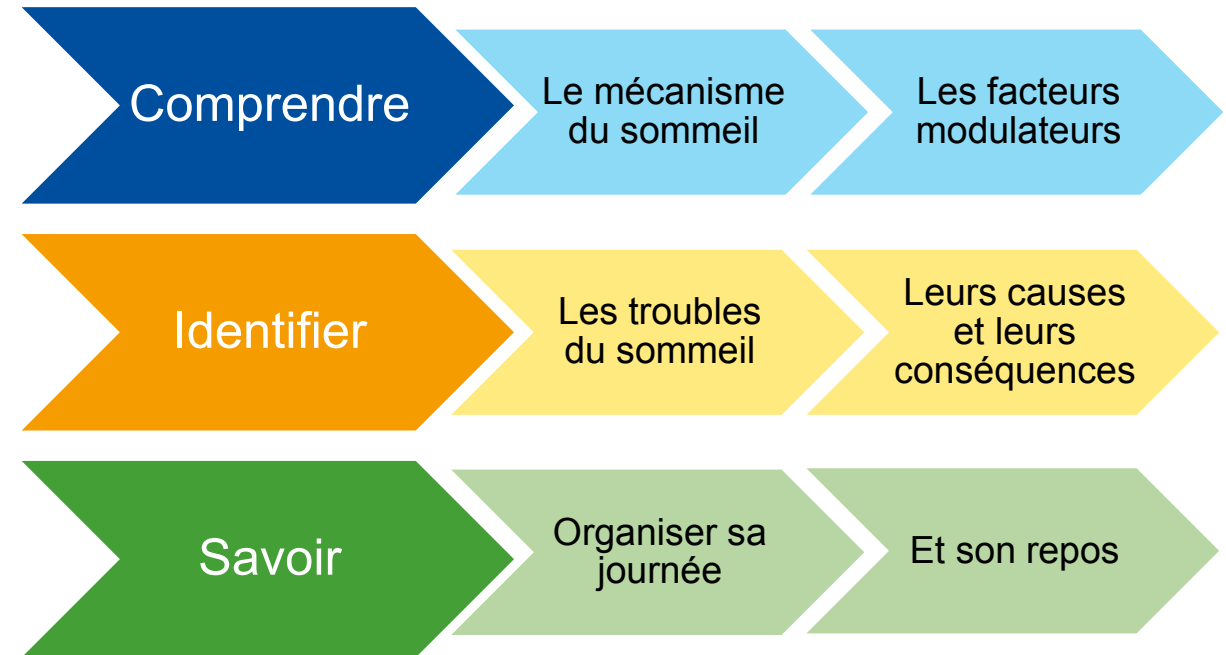 Comprendre
Le mécanisme
du sommeil
Les facteurs
modulateurs
Identifier
Les troubles
du sommeil
Leurs causes
et leurs
conséquences
Savoir
Organiser sa
journée
Et son repos